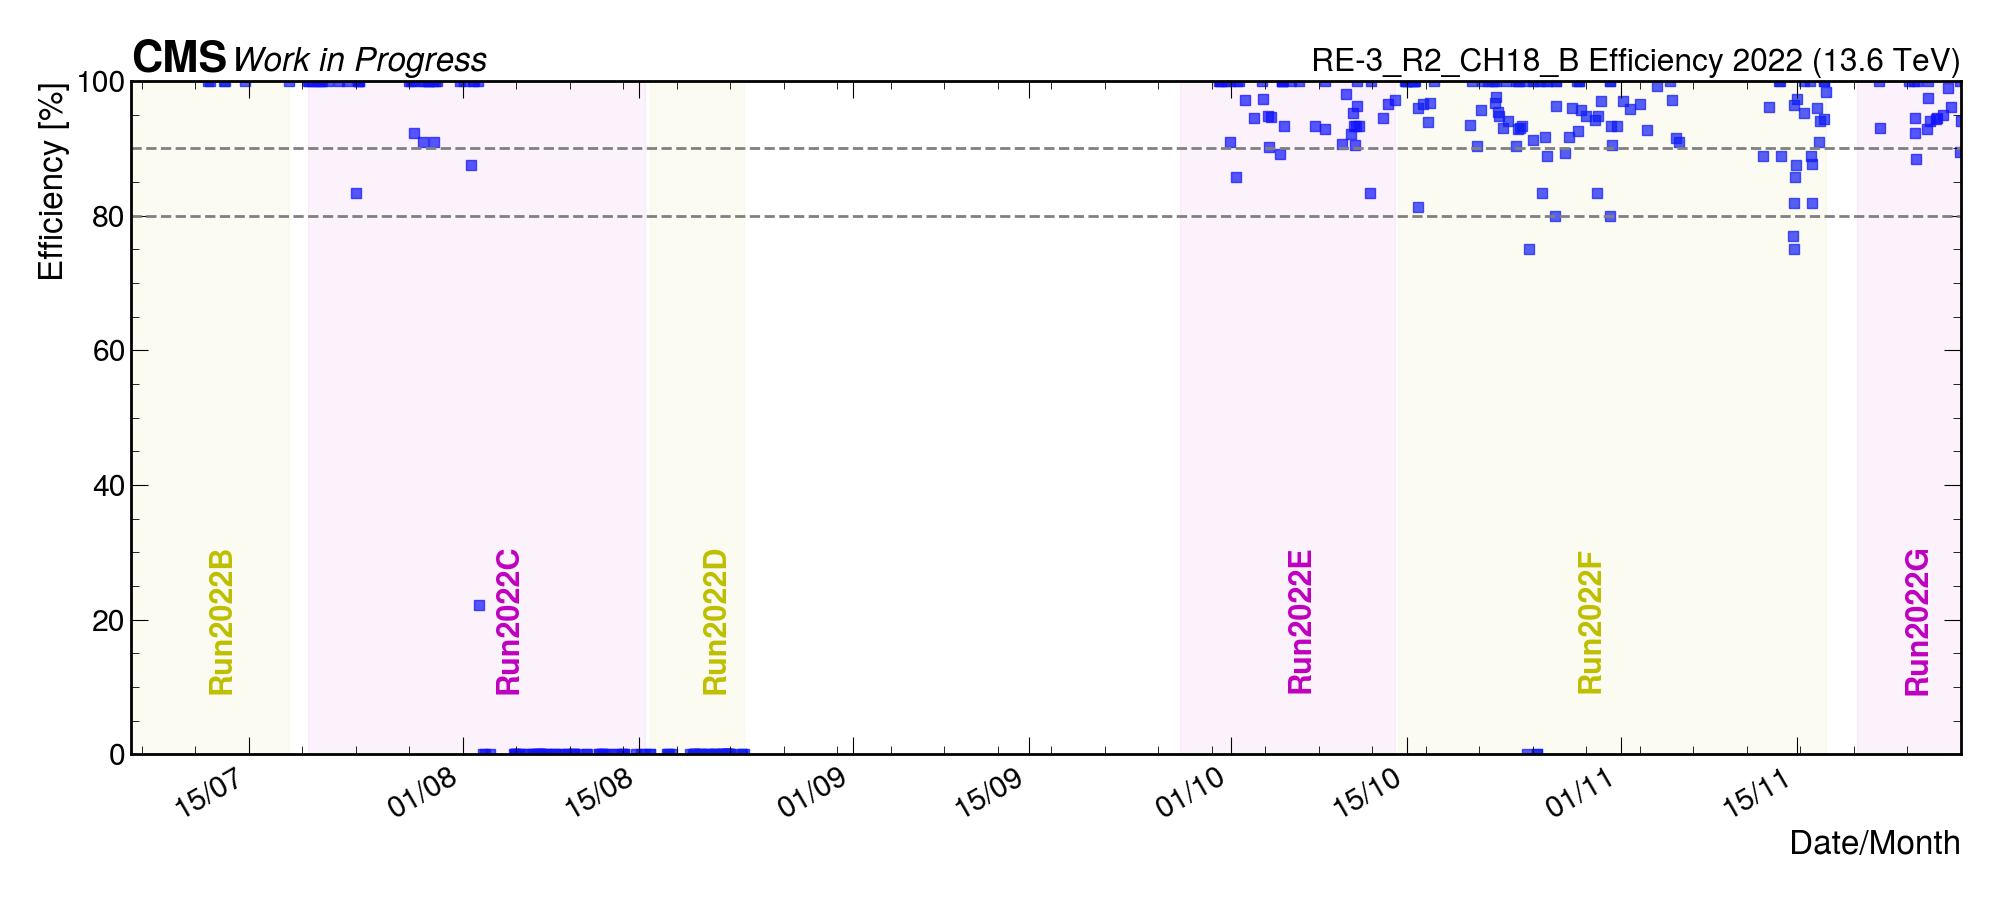 CMS Work in Progress
RE-3_R2_CH18_B Efficiency 2022 (13.6 TeV)
Efficiency [%]
100
80
60
40
20
0
Run2022B
Run2022C
Run2022D
Run2022E
Run2022F
Run2022G
15/07
01/08
15/08
01/09
15/09
01/10
15/10
01/11
15/11
Date/Month